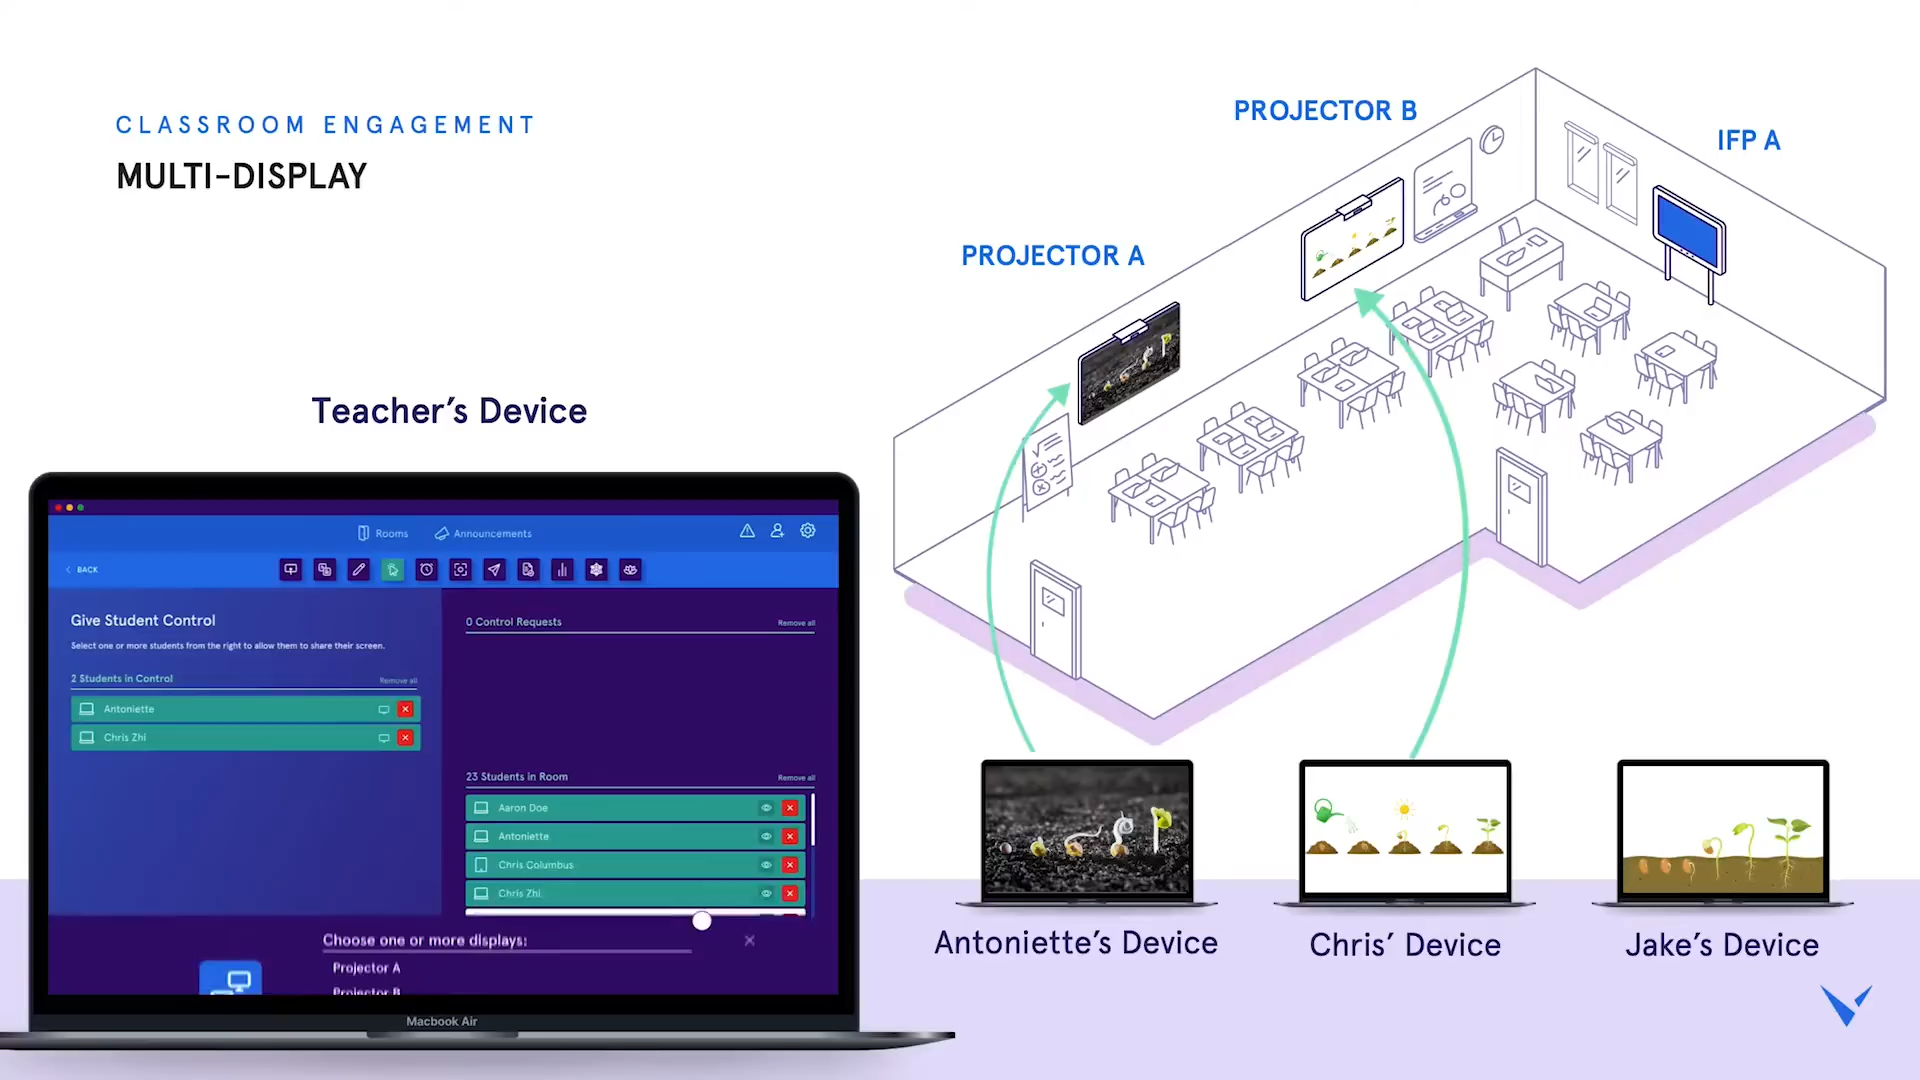 CLASSROOM ENGAGEMENT
MULTI-DISPLAY
PROJECTOR B
IFP A
PROJECTOR A
Teacher’s Device
Rooms
Announcements
BACK
Give Student Control
Select one or more students from the right to allow them to share their screen.
2 Students in Control
Remove all
Antoniette
Chris Zhi
0 Control Requests
Remove all
23 Students in Room
Remove all
Aaron Doe
Antoniette
Chris Columbus
Chris Zhi
Choose one or more displays:
Projector A
Projector B
Macbook Air
Antoniette’s Device
Chris’ Device
Jake’s Device